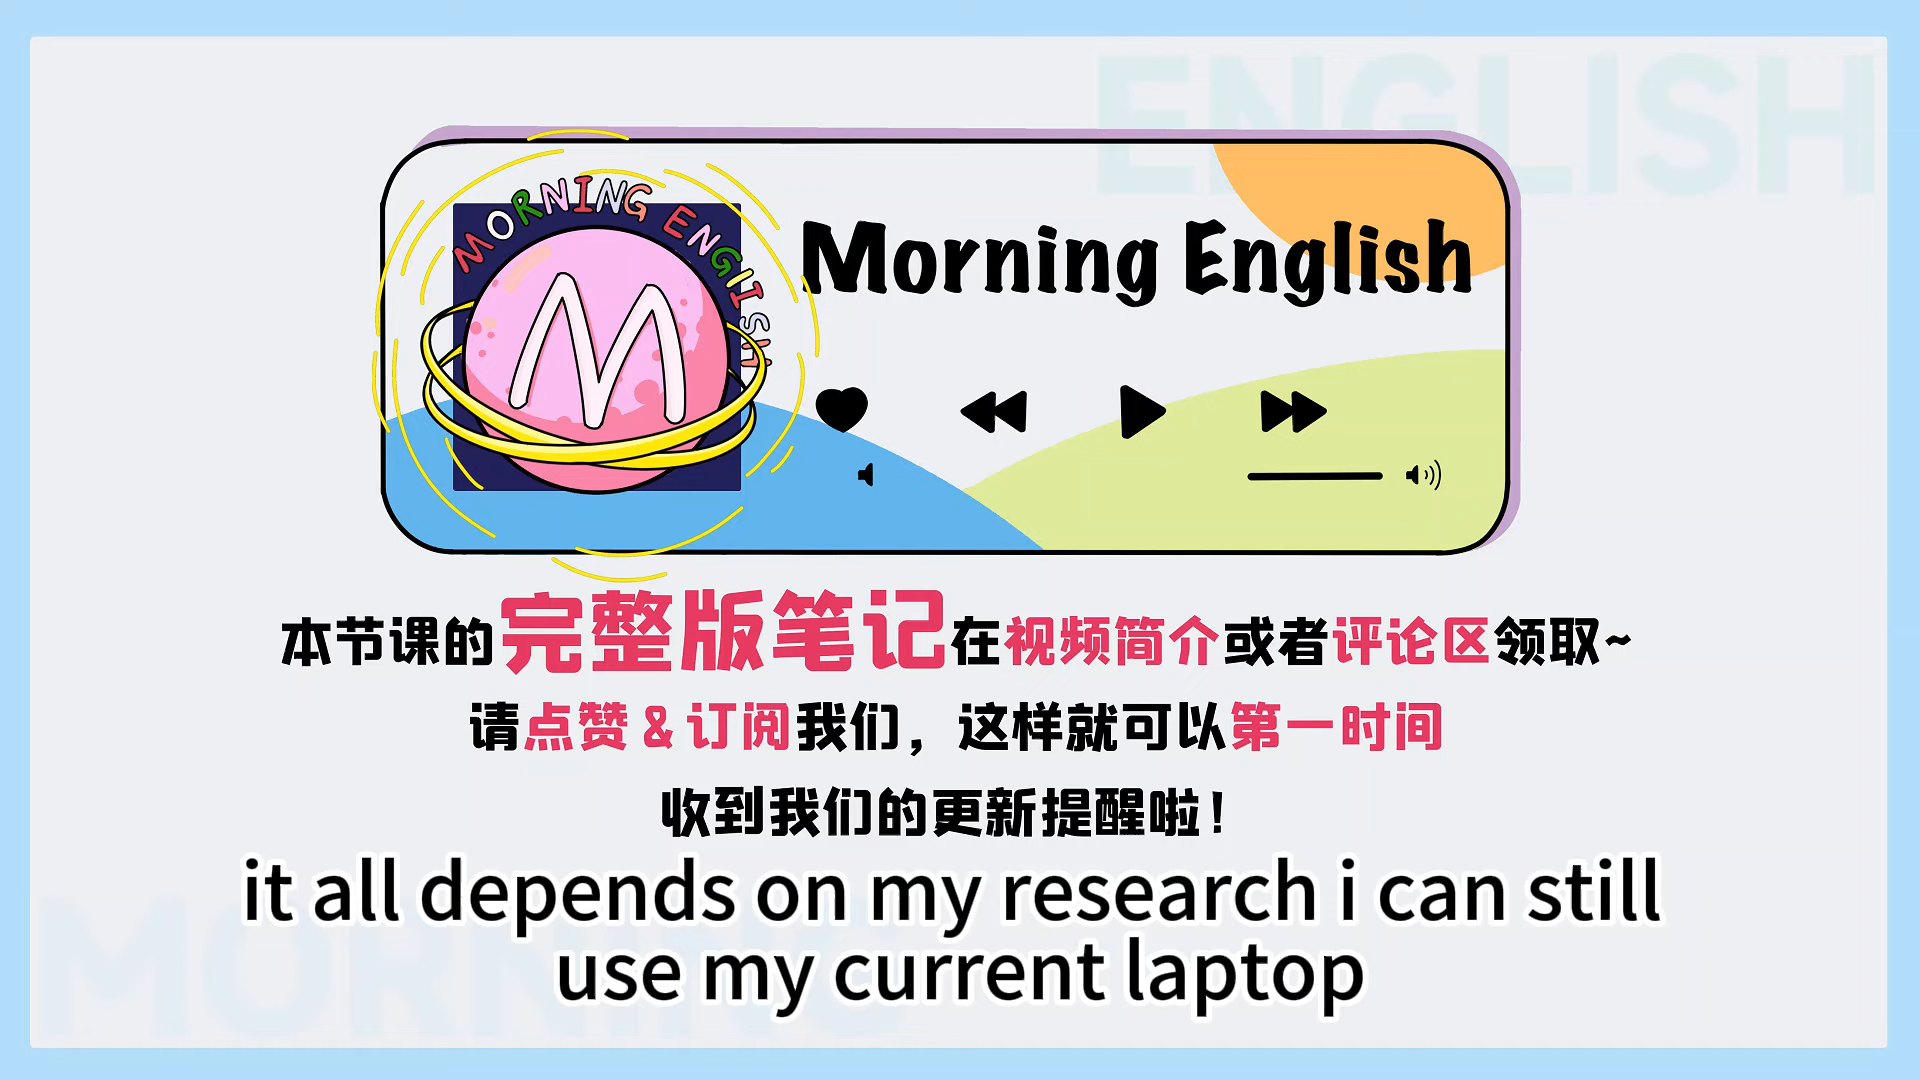 ENGLISH
MORNING ENGLISH
M
Morning English
本节课的完整版笔记在视频简介或者评论区领取~
请点赞&订阅我们，这样就可以第一时间
收到我们的更新提醒啦！
it all depends on my research i can still
use my current laptop
MORNING